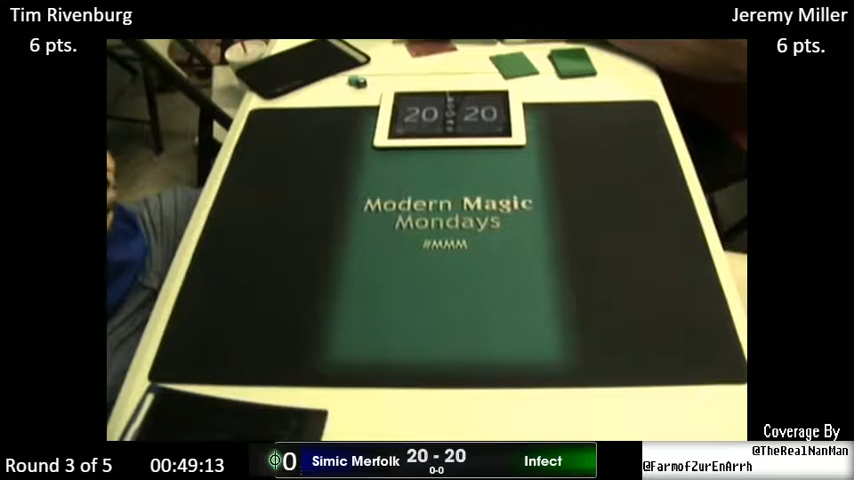 Tim Rivenburg
6 pts.
Jeremy Miller
6 pts.
20 20
Modern Magic
Mondays
#MMM
Coverage By
@TheRealNanMan
@FarmofZurEnArrh
Round 3 of 5
00:49:13
0
Simic Merfolk
20 - 20
0-0
Infect